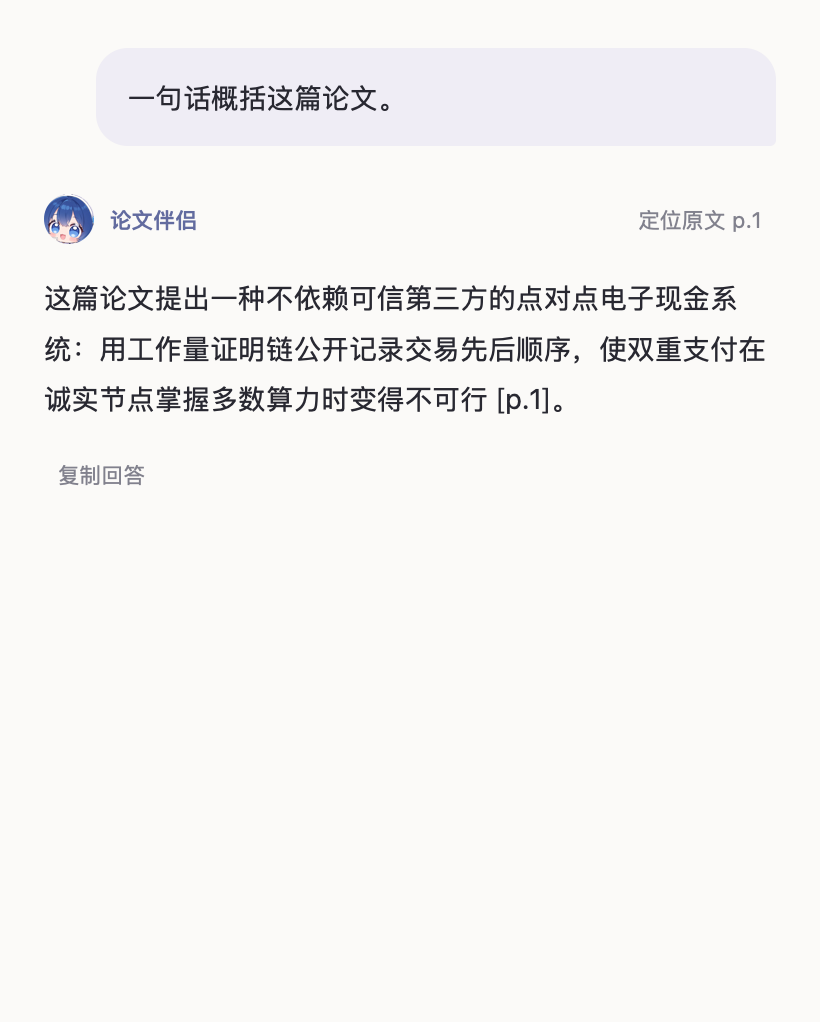 一句话概括这篇论文。
论文伴侣
定位原文 p.1
这篇论文提出一种不依赖可信第三方的点对点电子现金系
统：用工作量证明链公开记录交易先后顺序，使双重支付在
诚实节点掌握多数算力时变得不可行 [p.1]。
复制回答